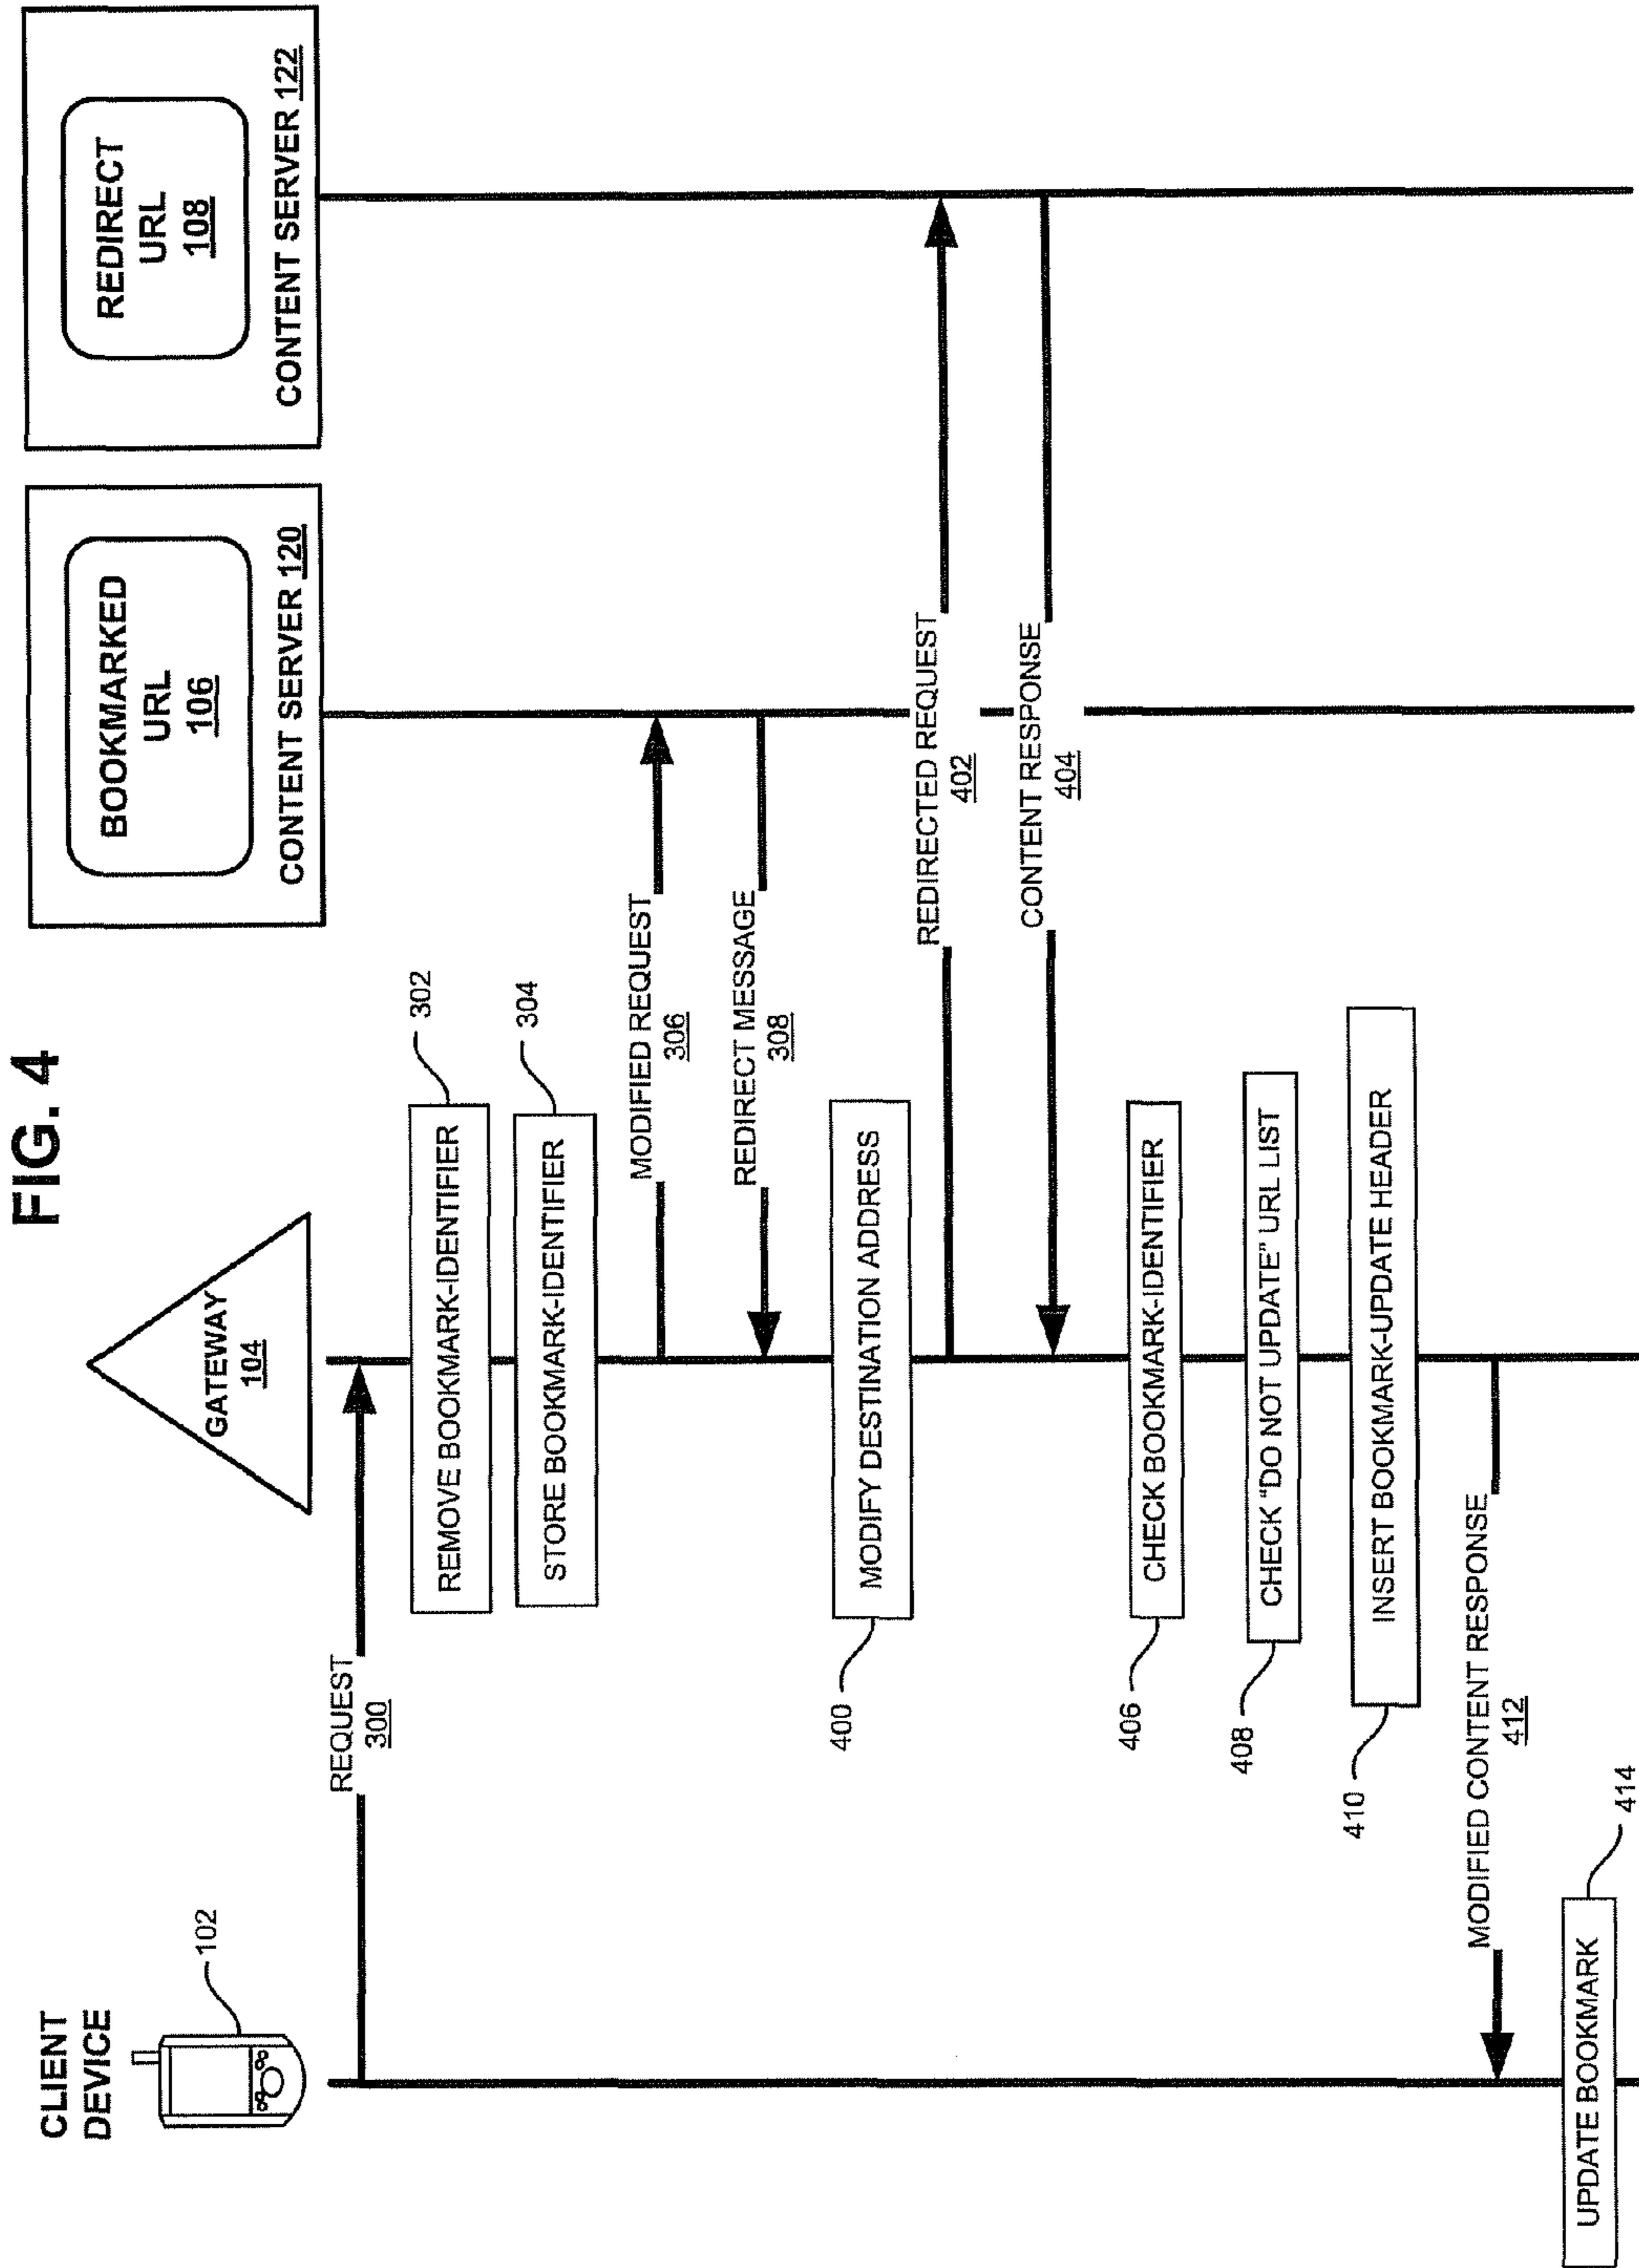 FIG. 4
CLIENT
DEVICE
102
GATEWAY
104
BOOKMARKED
URL
106
CONTENT SERVER 120
REDIRECT
URL
108
CONTENT SERVER 122
REQUEST
300
REMOVE BOOKMARK-IDENTIFIER
302
STORE BOOKMARK-IDENTIFIER
304
MODIFIED REQUEST
306
REDIRECT MESSAGE
308
400
MODIFY DESTINATION ADDRESS
REDIRECTED REQUEST
402
CONTENT RESPONSE
404
406
CHECK BOOKMARK-IDENTIFIER
408
CHECK "DO NOT UPDATE" URL LIST
410
INSERT BOOKMARK-UPDATE HEADER
MODIFIED CONTENT RESPONSE
412
UPDATE BOOKMARK
414